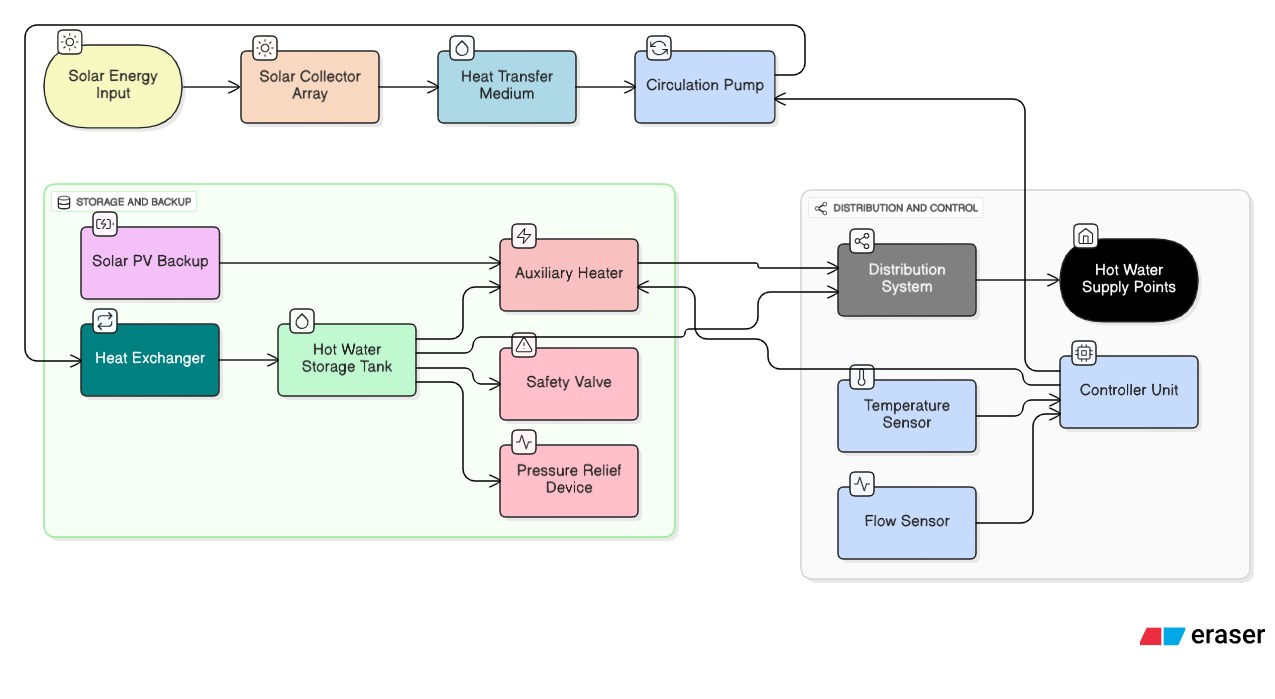 Solar Energy
Input
Solar Collector
Array
Heat Transfer
Medium
Circulation Pump
STORAGE AND BACKUP
Solar PV Backup
Auxiliary Heater
Heat Exchanger
Hot Water
Storage Tank
Safety Valve
Pressure Relief
Device
DISTRIBUTION AND CONTROL
Distribution
System
Hot Water
Supply Points
Controller Unit
Temperature
Sensor
Flow Sensor
eraser